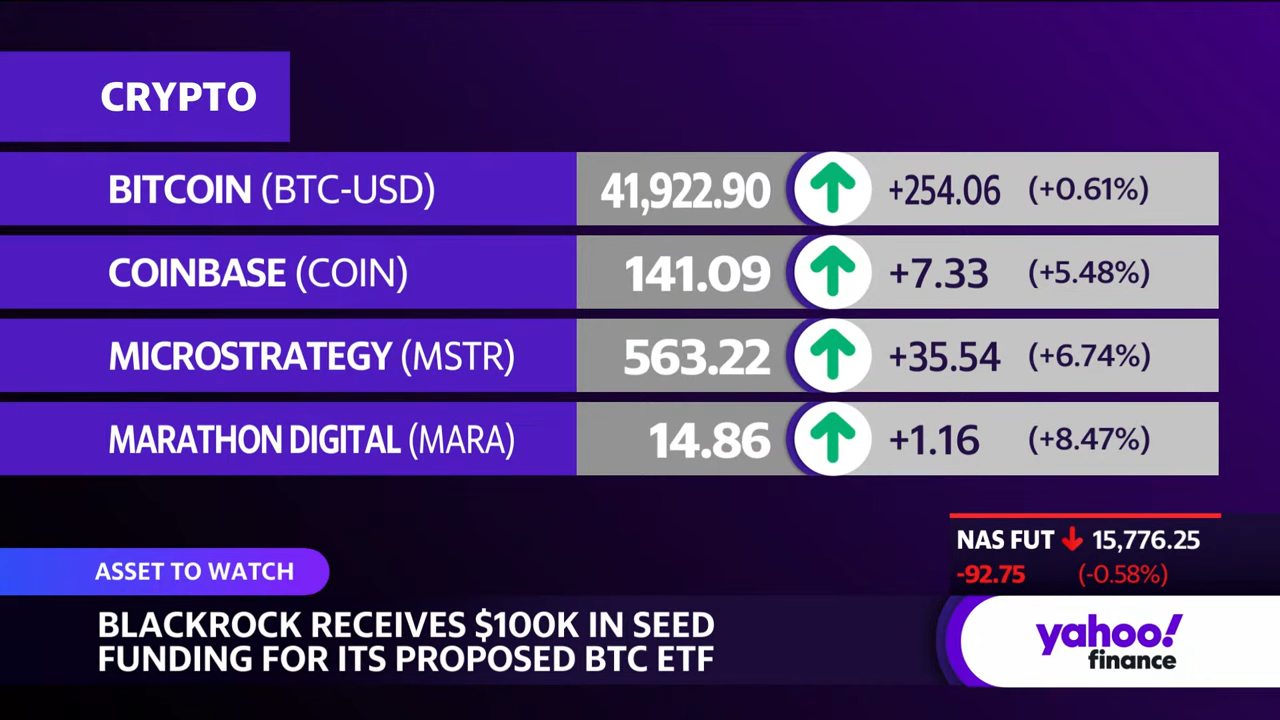 CRYPTO
BITCOIN (BTC-USD) 41,922.90 +254.06 (+0.61%)
COINBASE (COIN) 141.09 +7.33 (+5.48%)
MICROSTRATEGY (MSTR) 563.22 +35.54 (+6.74%)
MARATHON DIGITAL (MARA) 14.86 +1.16 (+8.47%)
NAS FUT 15,776.25
-92.75 (-0.58%)
ASSET TO WATCH
BLACKROCK RECEIVES $100K IN SEED
FUNDING FOR ITS PROPOSED BTC ETF
yahoo!
finance